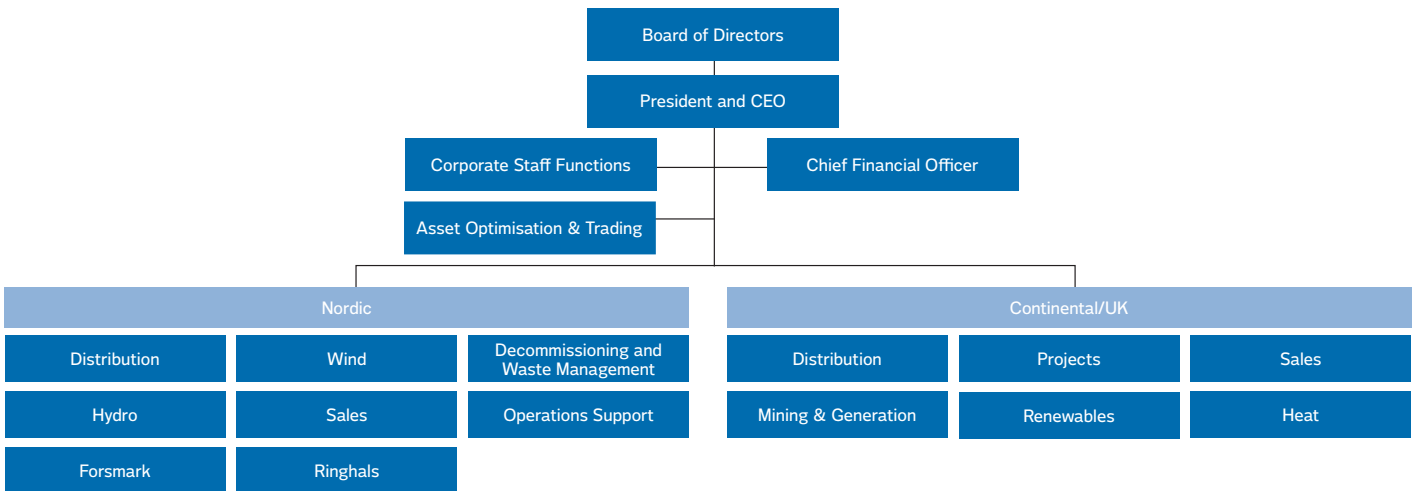 Board of Directors
President and CEO
Corporate Staff Functions
Chief Financial Officer
Asset Optimisation & Trading
Nordic
Continental/UK
Distribution
Wind
Decommissioning and
Waste Management
Distribution
Projects
Sales
Hydro
Sales
Operations Support
Mining & Generation
Renewables
Heat
Forsmark
Ringhals